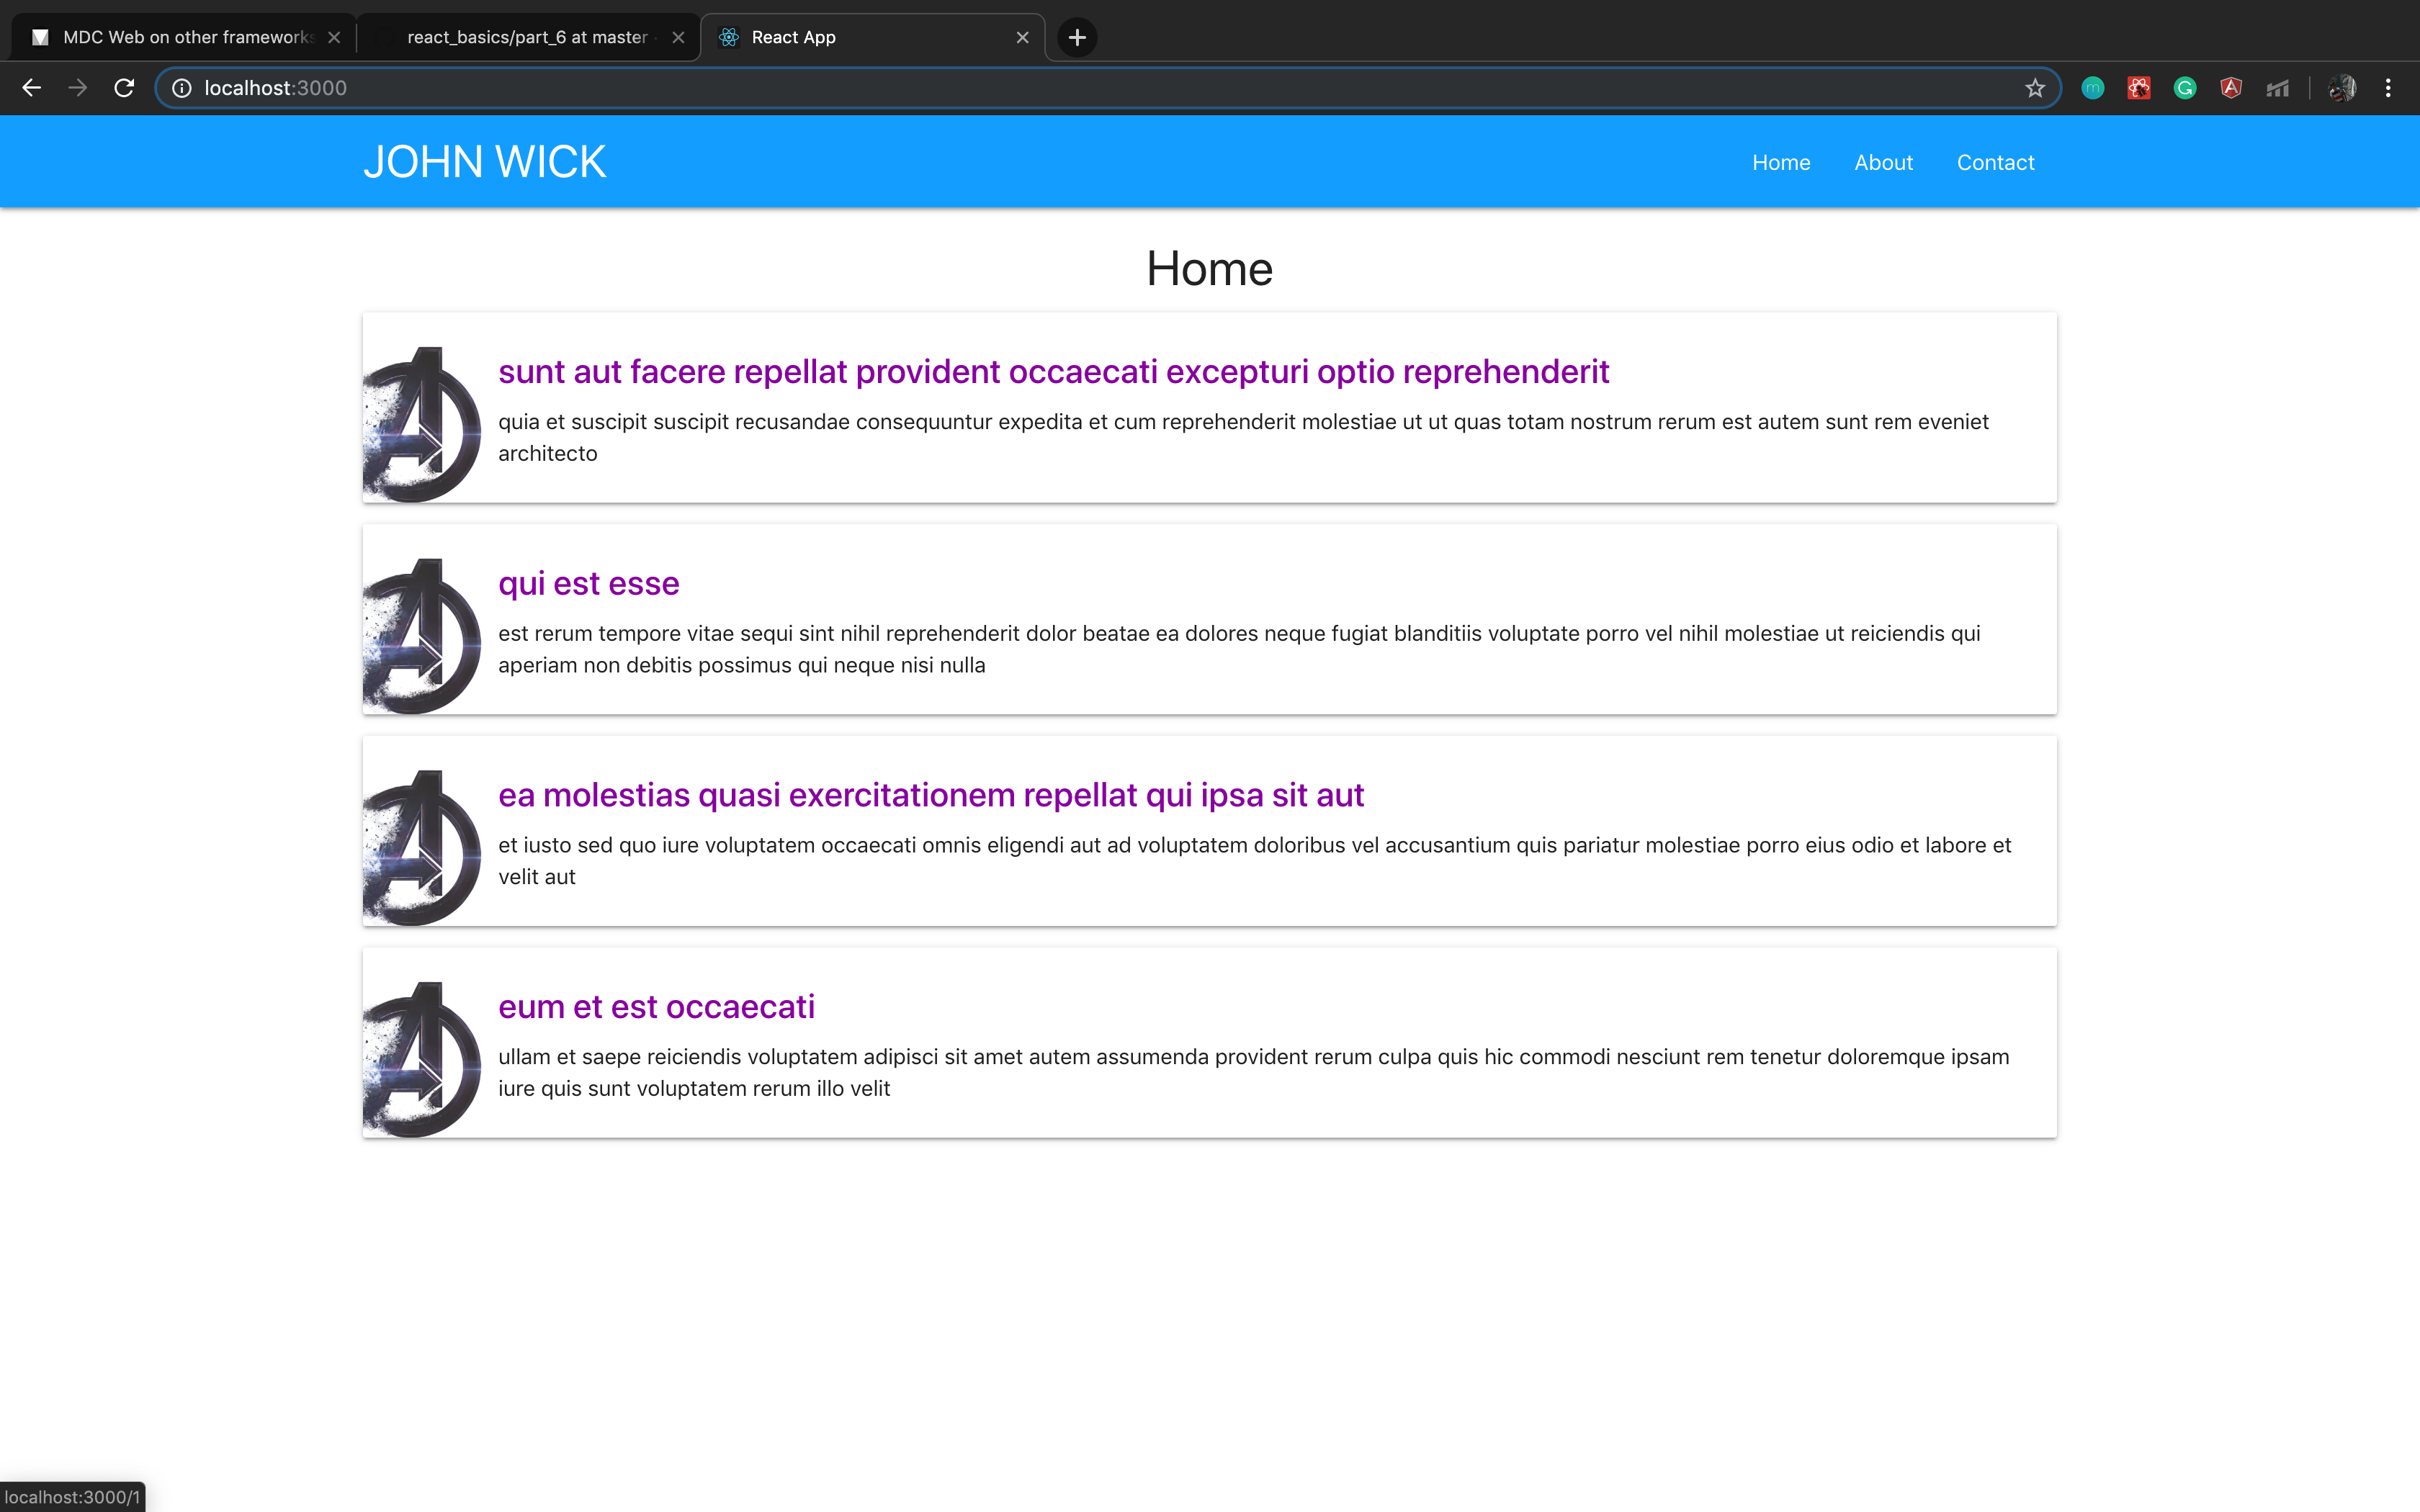 MDC Web on other frameworks
react_basics/part_6 at master
React App
localhost:3000
JOHN WICK
Home
About
Contact
Home
sunt aut facere repellat provident occaecati excepturi optio reprehenderit
quia et suscipit suscipit recusandae consequuntur expedita et cum reprehenderit molestiae ut ut quas totam nostrum rerum est autem sunt rem eveniet
architecto
qui est esse
est rerum tempore vitae sequi sint nihil reprehenderit dolor beatae ea dolores neque fugiat blanditiis voluptate porro vel nihil molestiae ut reiciendis qui
aperiam non debitis possimus qui neque nisi nulla
ea molestias quasi exercitationem repellat qui ipsa sit aut
et iusto sed quo iure voluptatem occaecati omnis eligendi aut ad voluptatem doloribus vel accusantium quis pariatur molestiae porro eius odio et labore et
velit aut
eum et est occaecati
ullam et saepe reiciendis voluptatem adipisci sit amet autem assumenda provident rerum culpa quis hic commodi nesciunt rem tenetur doloremque ipsam
iure quis sunt voluptatem rerum illo velit
localhost:3000/1